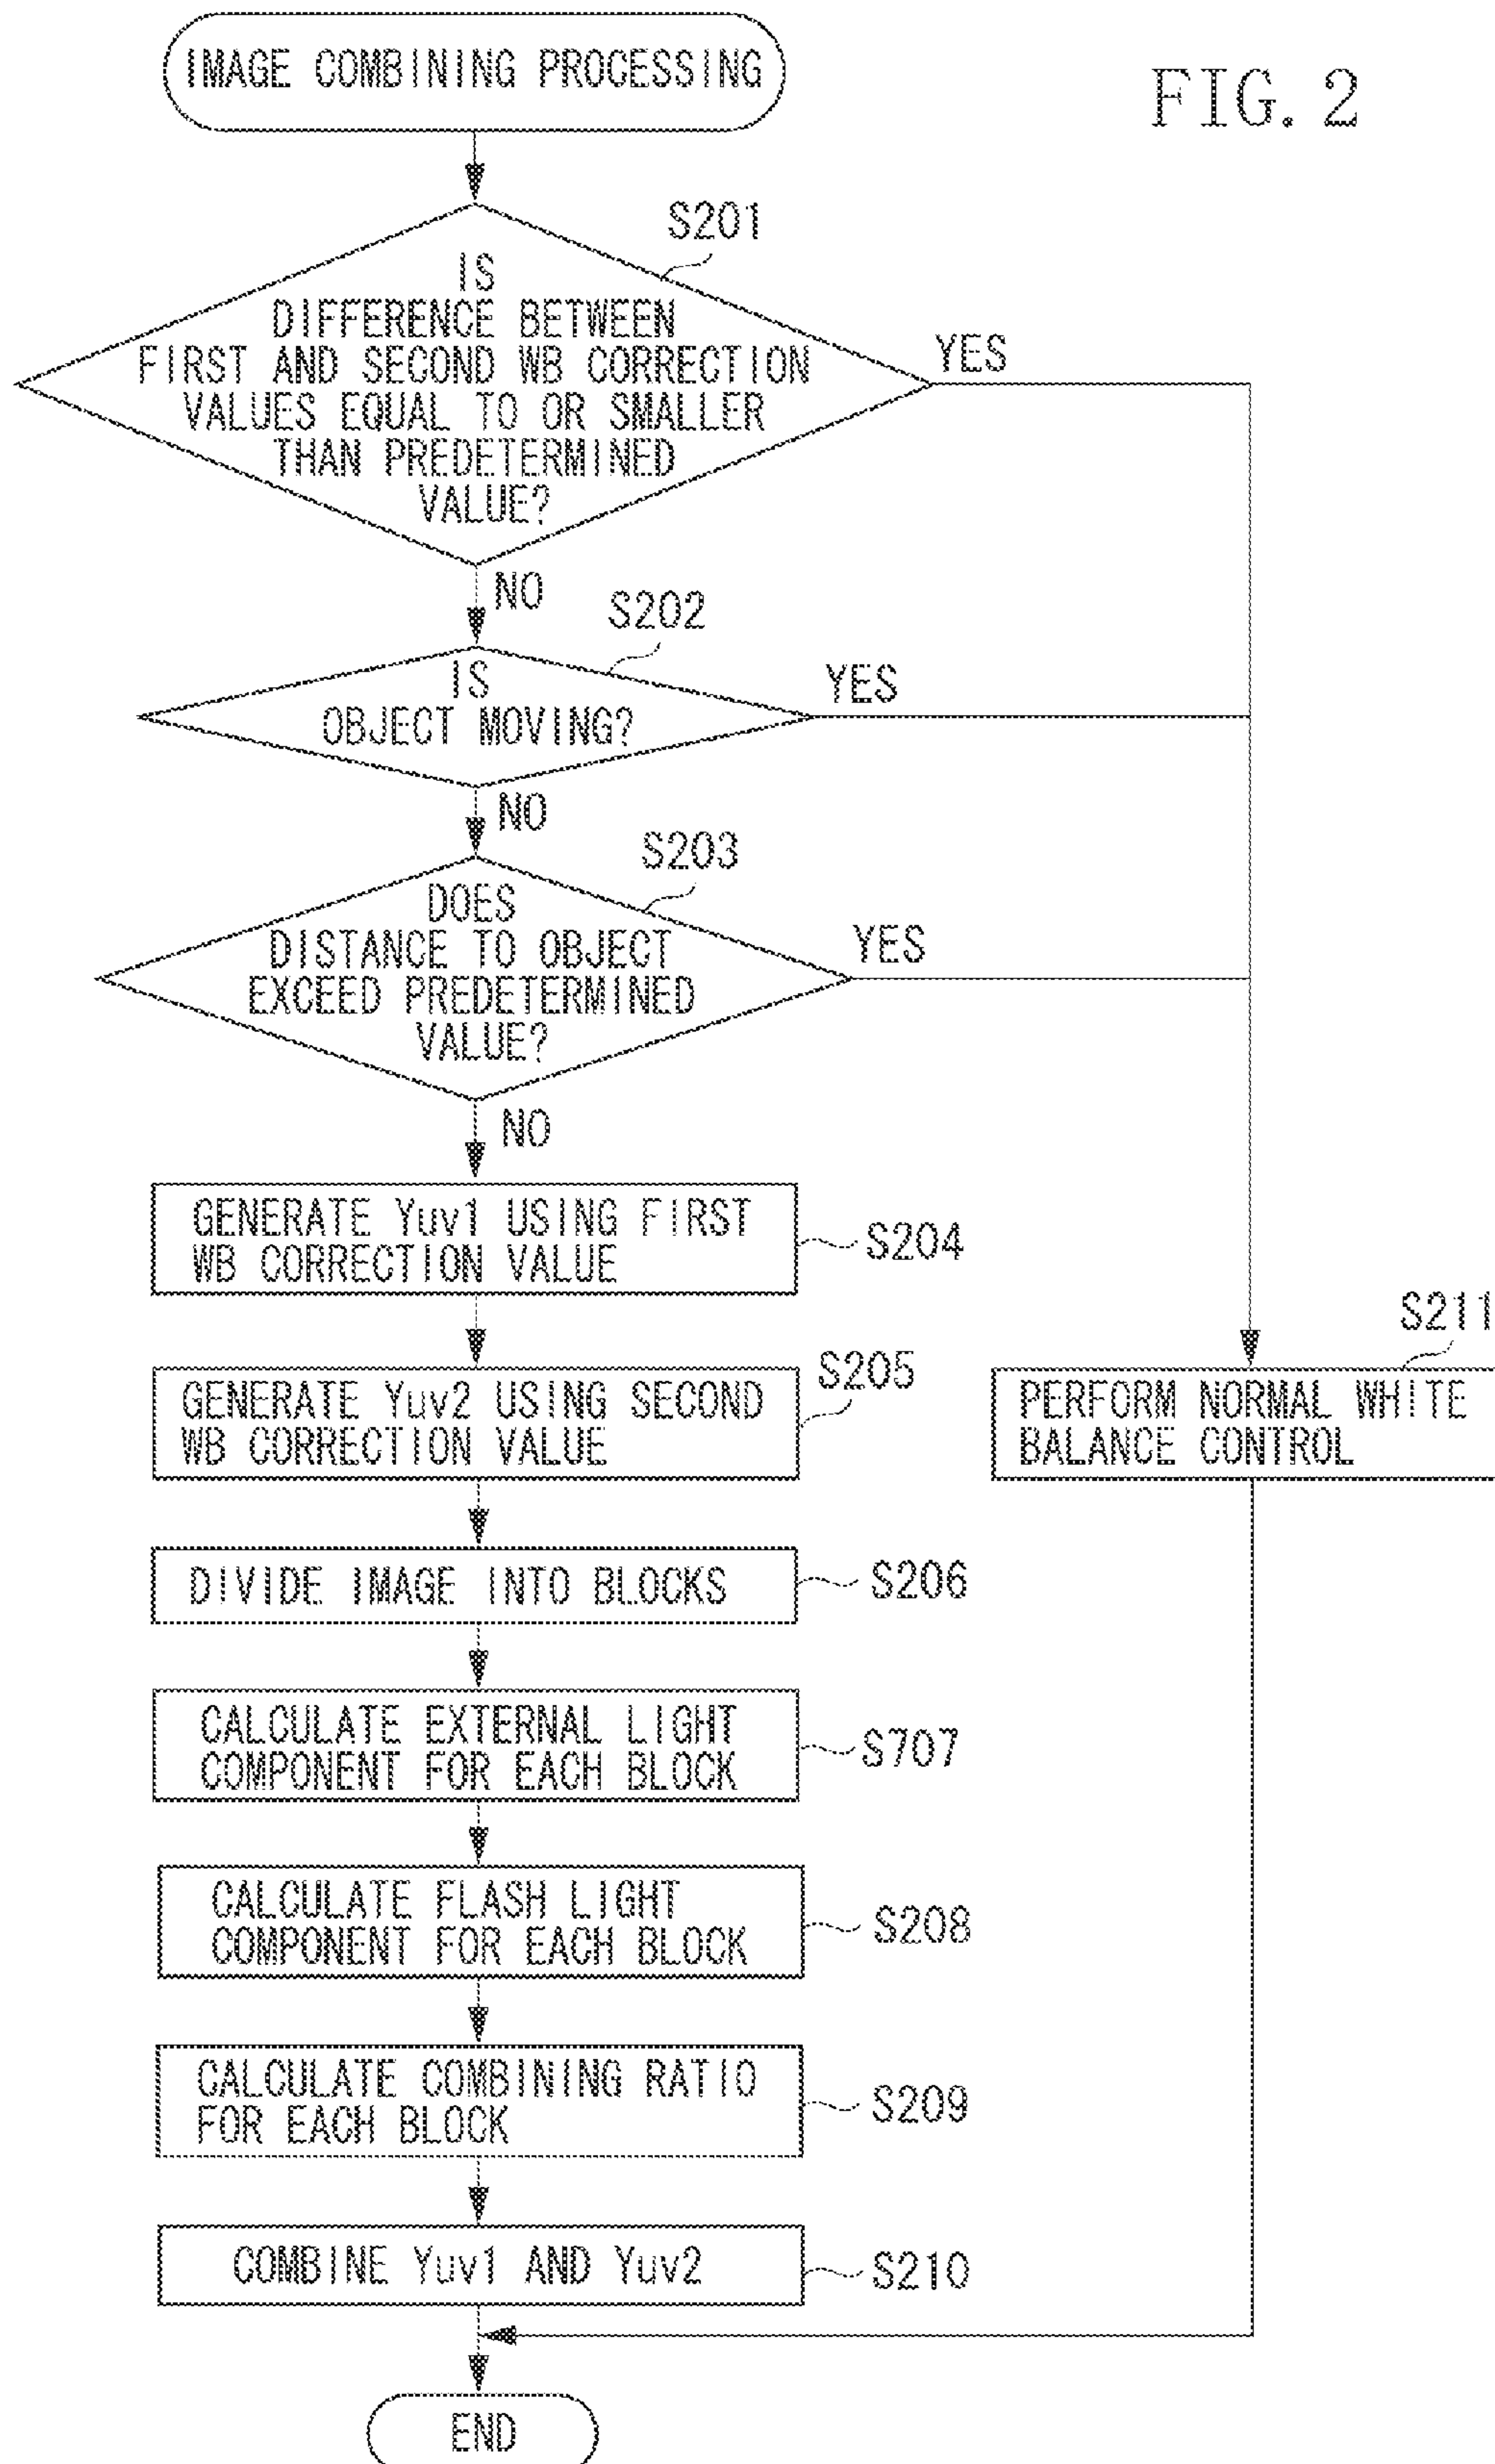 IMAGE COMBINING PROCESSING
FIG. 2
S201
IS
DIFFERENCE BETWEEN
FIRST AND SECOND WB CORRECTION
VALUES EQUAL TO OR SMALLER
THAN PREDETERMINED
VALUE?
YES
NO
S202
IS
OBJECT MOVING?
YES
NO
S203
DOES
DISTANCE TO OBJECT
EXCEED PREDETERMINED
VALUE?
YES
NO
GENERATE Yuv1 USING FIRST
WB CORRECTION VALUE
S204
GENERATE Yuv2 USING SECOND
WB CORRECTION VALUE
S205
S211
PERFORM NORMAL WHITE
BALANCE CONTROL
DIVIDE IMAGE INTO BLOCKS
S206
CALCULATE EXTERNAL LIGHT
COMPONENT FOR EACH BLOCK
S707
CALCULATE FLASH LIGHT
COMPONENT FOR EACH BLOCK
S208
CALCULATE COMBINING RATIO
FOR EACH BLOCK
S209
COMBINE Yuv1 AND Yuv2
S210
END